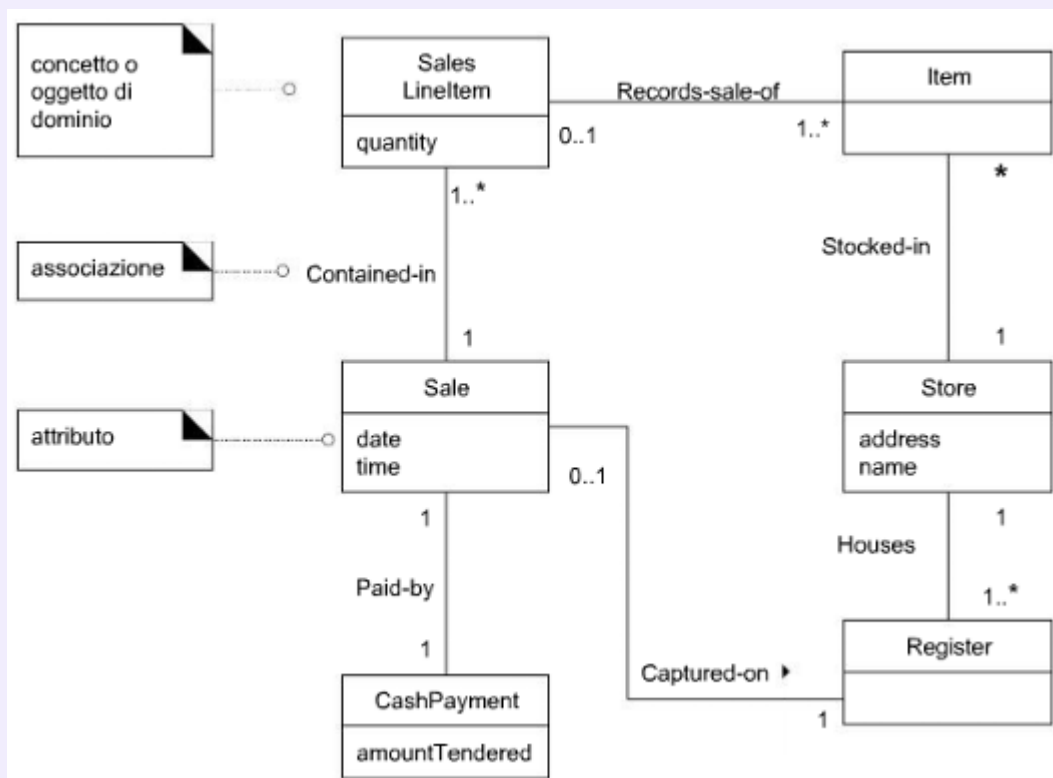 concetto o
oggetto di
dominio
Sales
LineItem
quantity
Records-sale-of
0..1
1..*
Item
1..*
*
associazione
Contained-in
Stocked-in
1
1
Sale
date
time
Store
address
name
attributo
0..1
1
1
Houses
Paid-by
1..*
1
Register
Captured-on
1
CashPayment
amountTendered